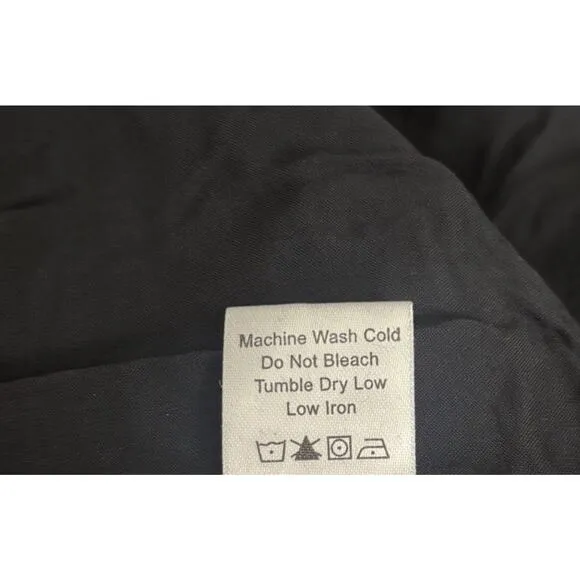 Machine Wash Cold
Do Not Bleach
Tumble Dry Low
Low Iron